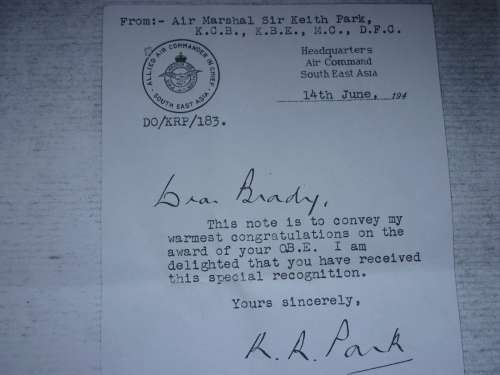 From:- Air Marshal Sir Keith Park,
K.C.B., K.B.E., M.C., D.F.C.
ALLIED AIR COMMANDER IN CHIEF
SOUTH EAST ASIA
Headquarters
Air Command
South East Asia
14th June, 194
DO/KRP/183.
Dear Brady,
This note is to convey my
warmest congratulations on the
award of your OB.E. I am
delighted that you have received
this special recognition.
Yours sincerely,
K. R. Park